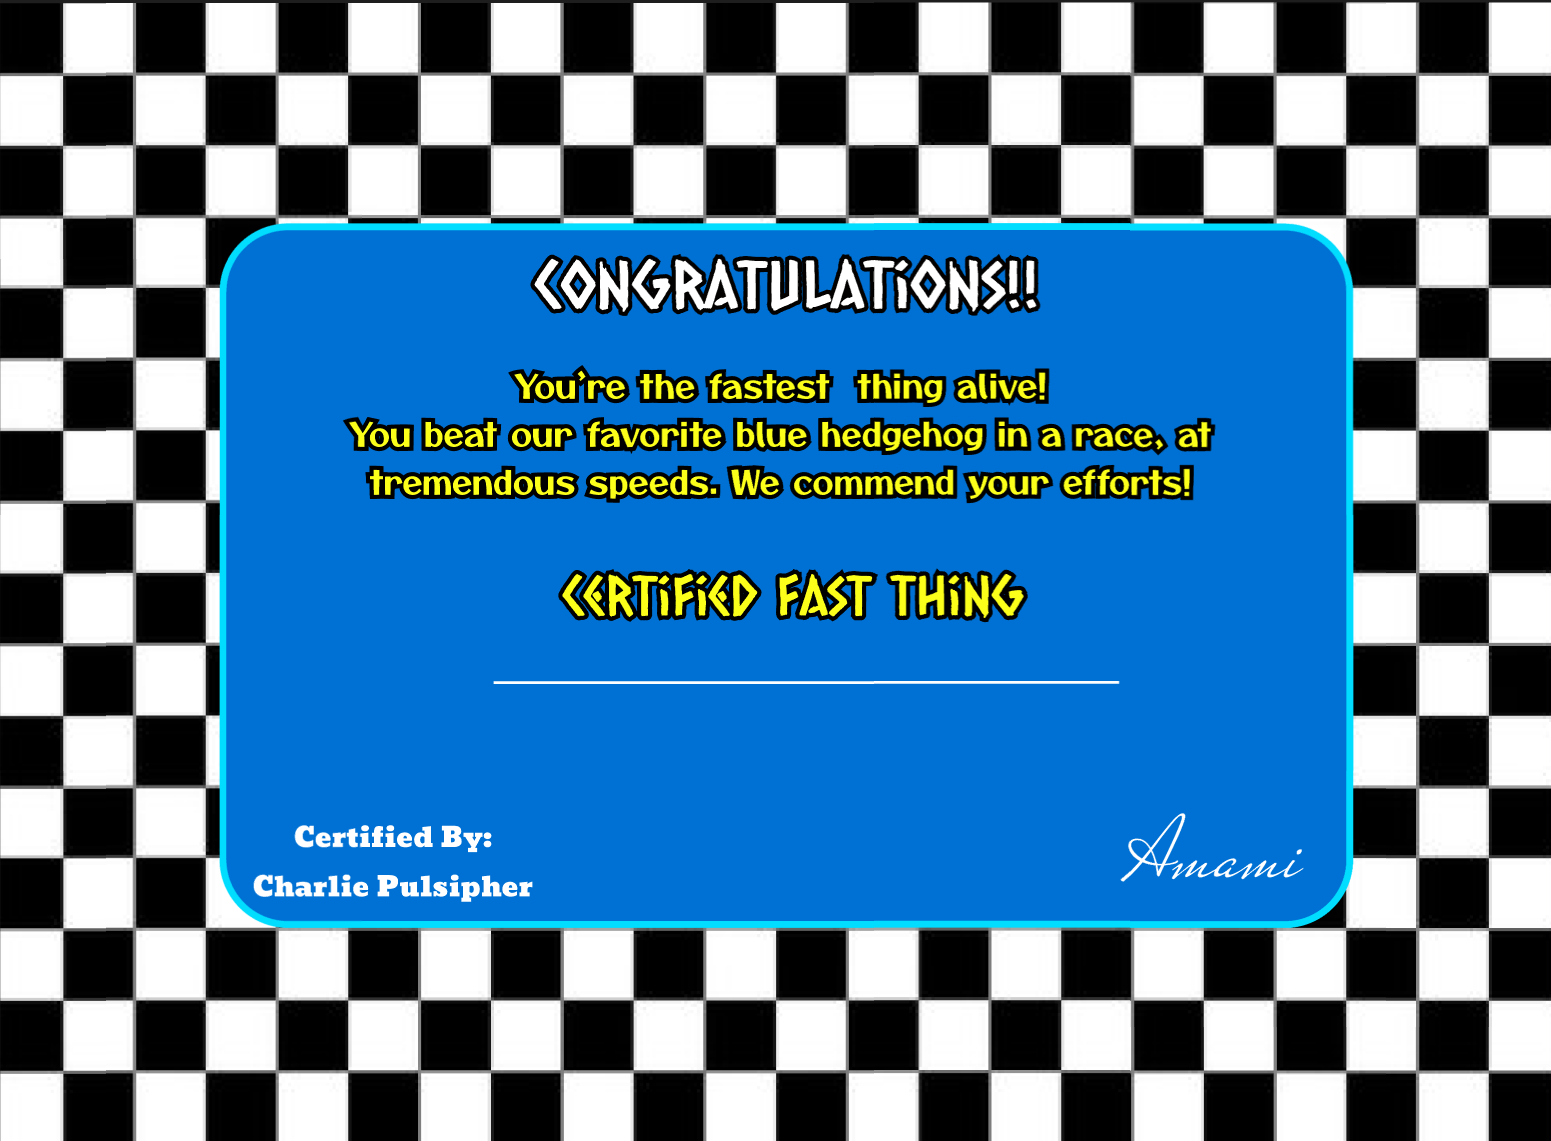 CONGRATULATIONS!!
You're the fastest  thing alive!
You beat our favorite blue hedgehog in a race, at
tremendous speeds. We commend your efforts!
CERTIFIED FAST THING
Certified By:
Charlie Pulsipher
Amami